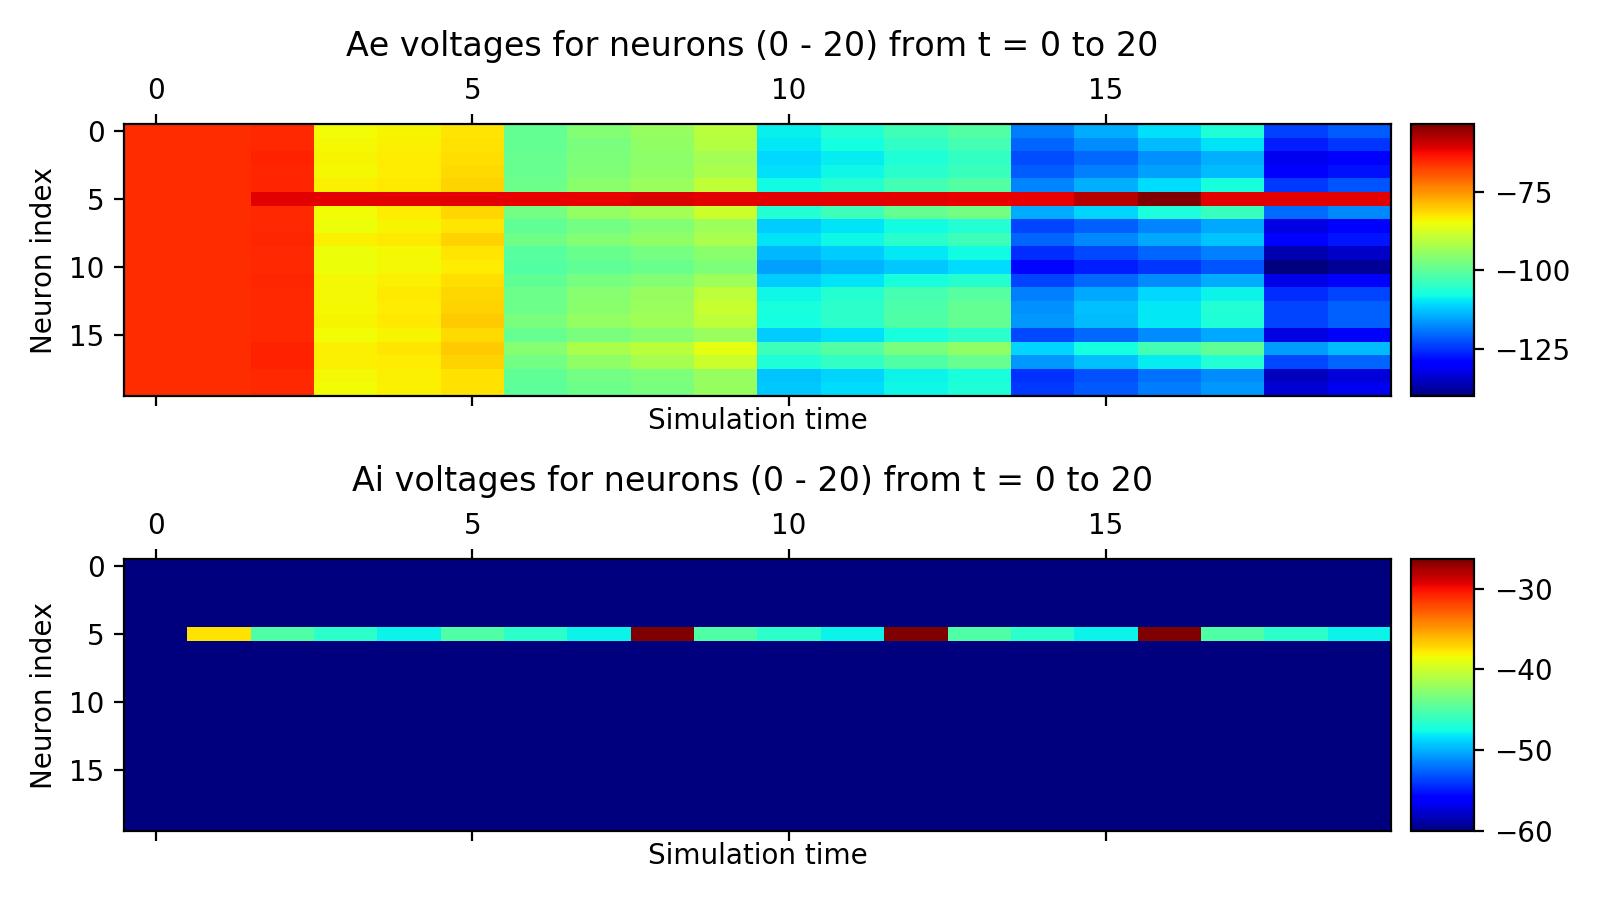 Ae voltages for neurons (0 - 20) from t = 0 to 20
0 5 10 15
0
5
10
15
Neuron index
−75
−100
−125
Simulation time
Ai voltages for neurons (0 - 20) from t = 0 to 20
0 5 10 15
0
5
10
15
Neuron index
−30
−40
−50
−60
Simulation time